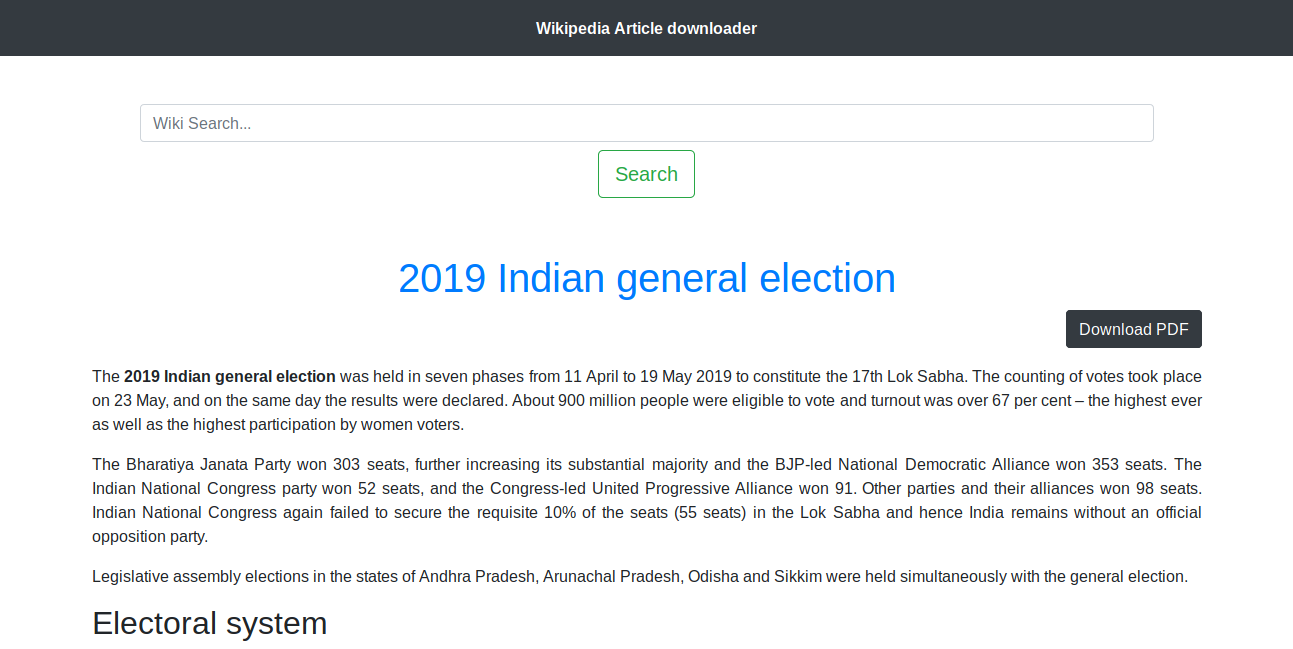 Wikipedia Article downloader
Wiki Search...
Search
2019 Indian general election
Download PDF
The 2019 Indian general election was held in seven phases from 11 April to 19 May 2019 to constitute the 17th Lok Sabha. The counting of votes took place
on 23 May, and on the same day the results were declared. About 900 million people were eligible to vote and turnout was over 67 per cent – the highest ever
as well as the highest participation by women voters.
The Bharatiya Janata Party won 303 seats, further increasing its substantial majority and the BJP-led National Democratic Alliance won 353 seats. The
Indian National Congress party won 52 seats, and the Congress-led United Progressive Alliance won 91. Other parties and their alliances won 98 seats.
Indian National Congress again failed to secure the requisite 10% of the seats (55 seats) in the Lok Sabha and hence India remains without an official
opposition party.
Legislative assembly elections in the states of Andhra Pradesh, Arunachal Pradesh, Odisha and Sikkim were held simultaneously with the general election.
Electoral system